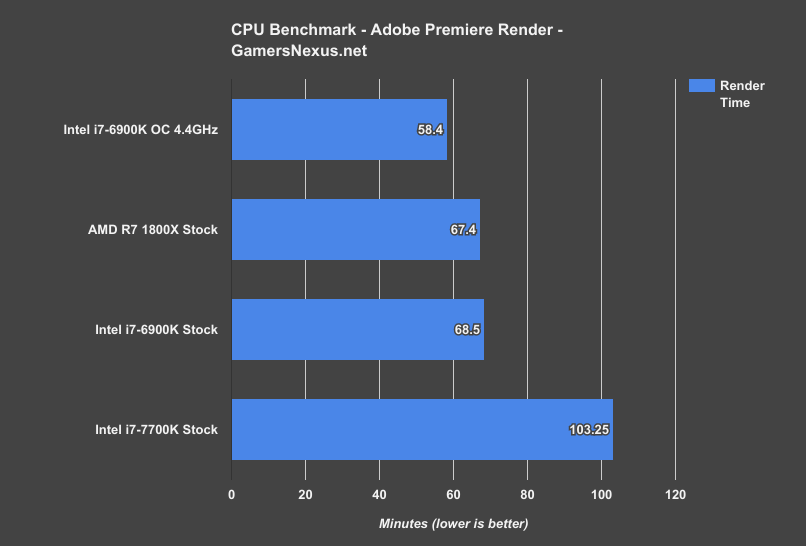 CPU Benchmark - Adobe Premiere Render -
GamersNexus.net
Render
Time
Intel i7-6900K OC 4.4GHz
58.4
AMD R7 1800X Stock
67.4
Intel i7-6900K Stock
68.5
Intel i7-7700K Stock
103.25
0 20 40 60 80 100 120
Minutes (lower is better)